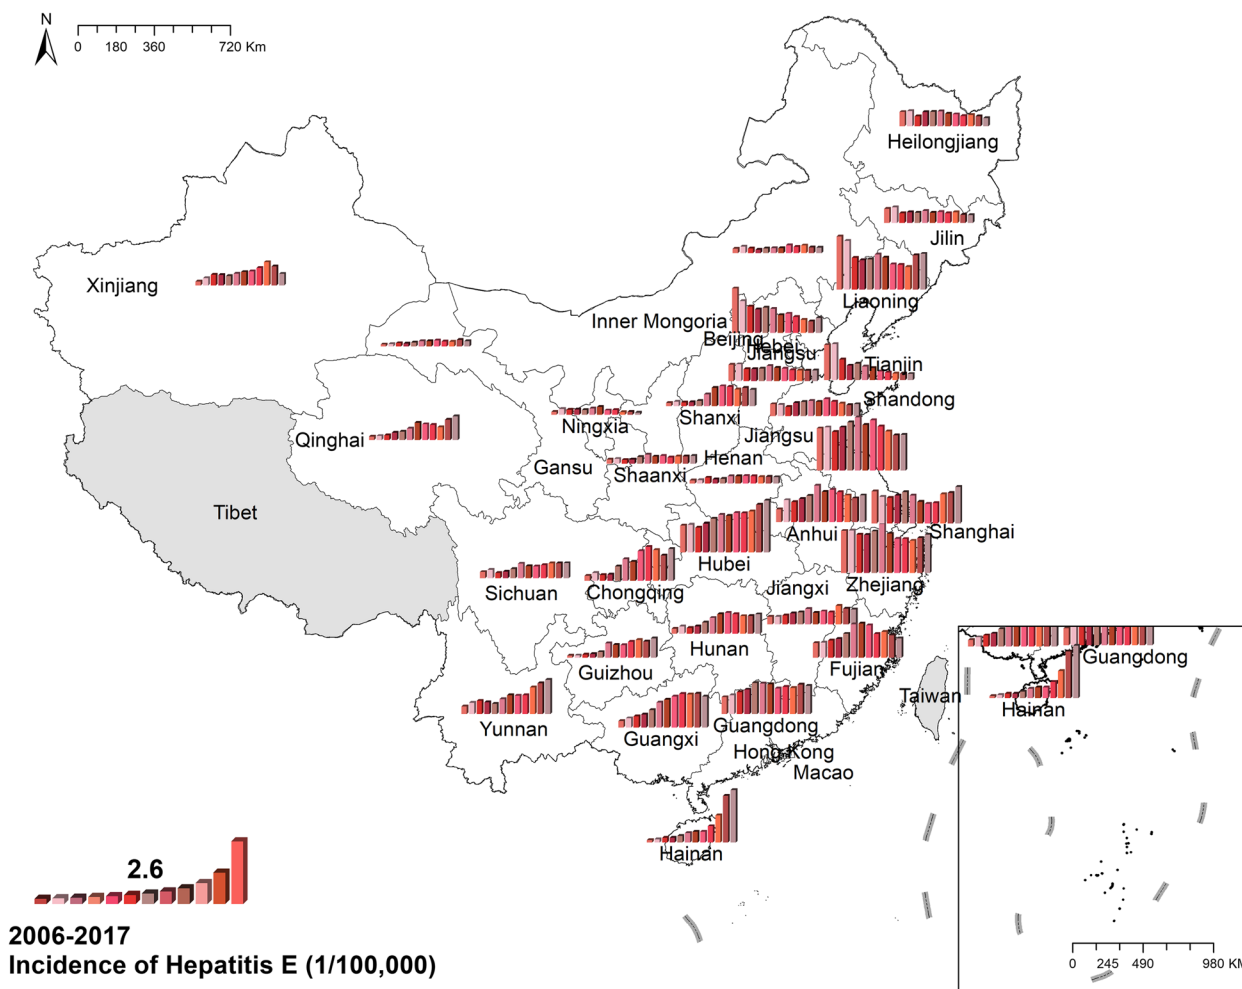 N
0 180 360 720 Km
Heilongjiang
Jilin
Xinjiang
Liaoning
Inner Mongoria
Beijing
Hebei
Jiangsu
Tianjin
Shandong
Shanxi
Ningxia
Jiangsu
Qinghai
Henan
Gansu
Shaanxi
Tibet
Anhui
Shanghai
Hubei
Zhejiang
Sichuan
Chongqing
Jiangxi
Hunan
Guangdong
Fujian
Guizhou
Taiwan
Hainan
Yunnan
Guangxi
Guangdong
Hong Kong
Macao
Hainan
2.6
2006-2017
Incidence of Hepatitis E (1/100,000)
0 245 490 980 KM